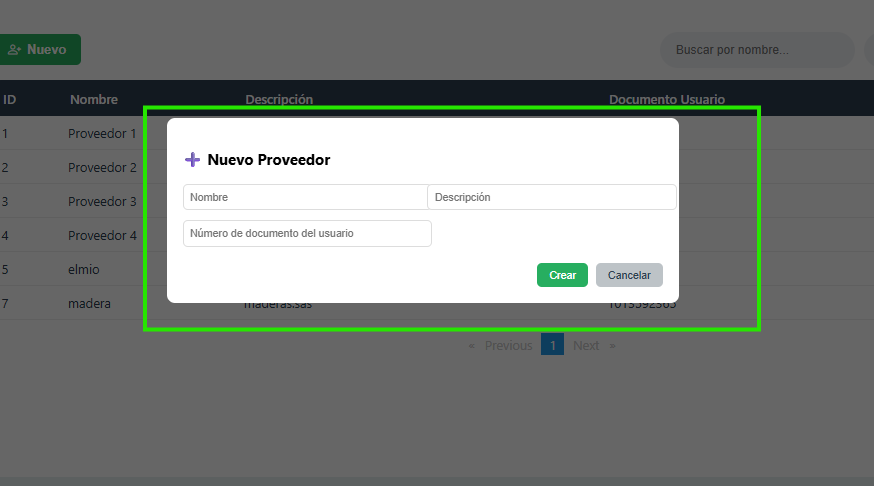 Nuevo
Buscar por nombre...
ID Nombre Descripción Documento Usuario
1 Proveedor 1
2 Proveedor 2
3 Proveedor 3
4 Proveedor 4
5 elmio
7 madera maderas.sas 1013592365
Nuevo Proveedor
Nombre Descripción
Número de documento del usuario
Crear Cancelar
« Previous 1 Next »